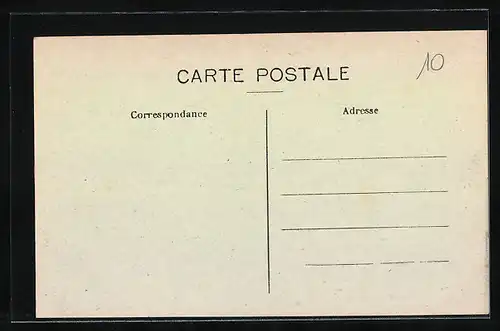 CARTE POSTALE
10
Correspondance
Adresse